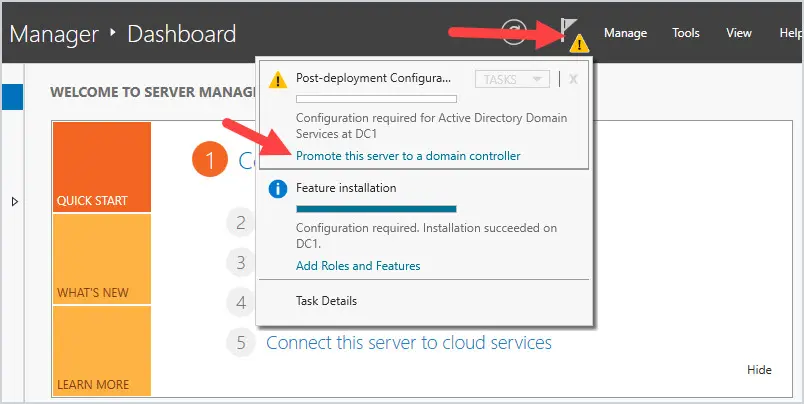 Manager ‣ Dashboard
Manage Tools View Help
WELCOME TO SERVER MANA
Post-deployment Configura...
TASKS
X
Configuration required for Active Directory Domain
Services at DC1
Promote this server to a domain controller
Feature installation
Configuration required. Installation succeeded on
DC1.
Add Roles and Features
Task Details
QUICK START
WHAT'S NEW
LEARN MORE
1 Co
2
3
4
5 Connect this server to cloud services
Hide